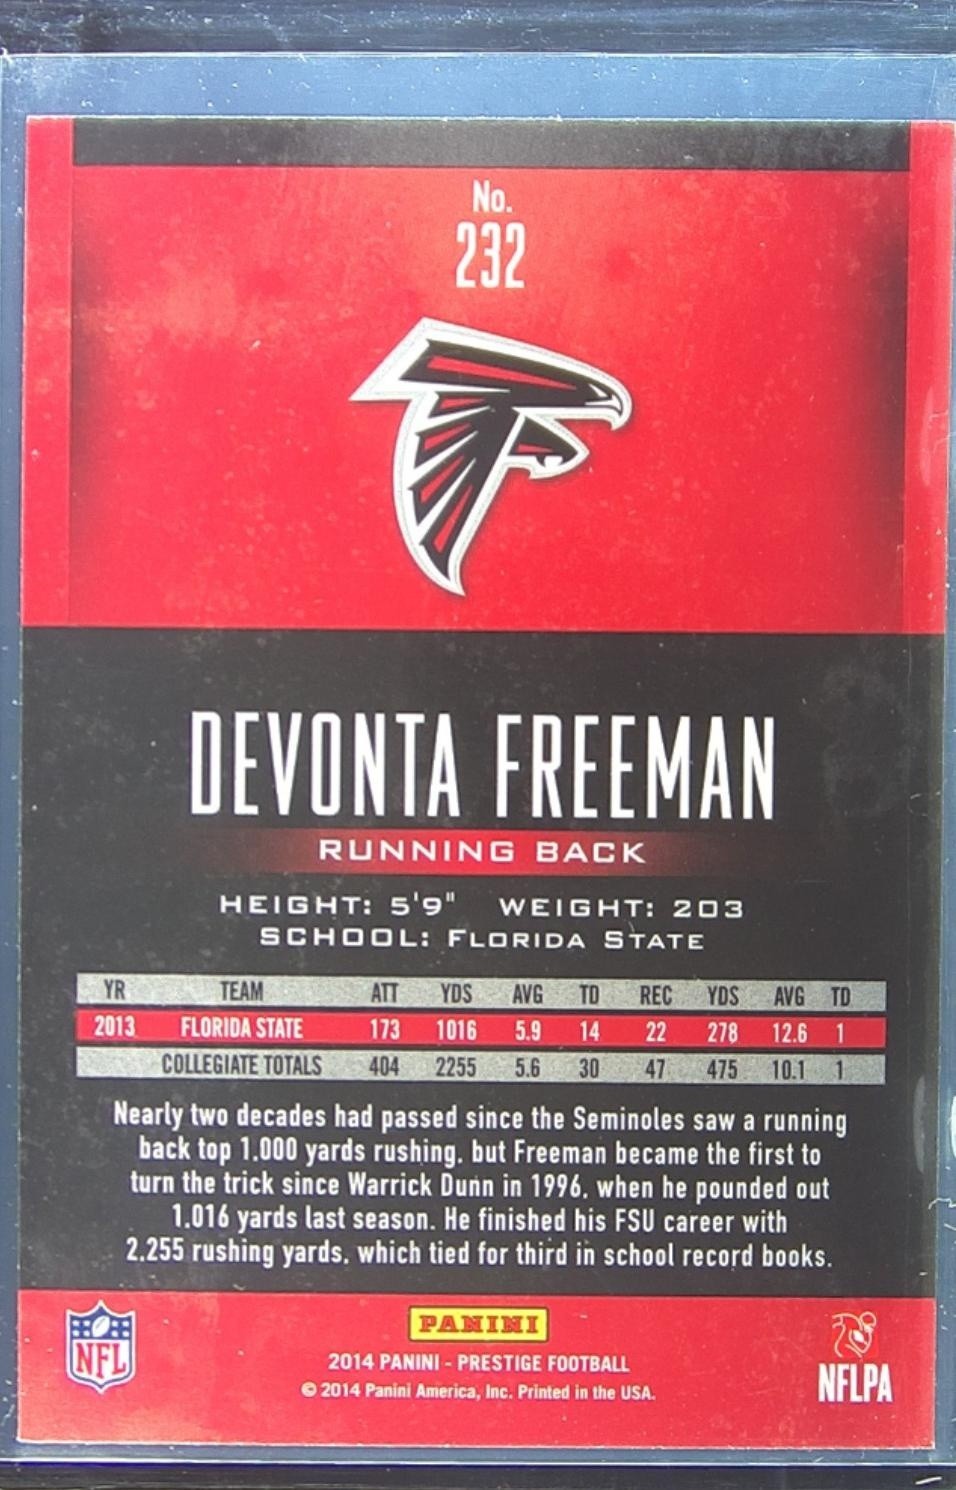 No.
232
DEVONTA FREEMAN
RUNNING BACK
HEIGHT: 5'9" WEIGHT: 203
SCHOOL: FLORIDA STATE
YR TEAM ATT YDS AVG TD REC YDS AVG TD
2013 FLORIDA STATE 173 1016 5.9 14 22 278 12.6 1
COLLEGIATE TOTALS 404 2255 5.6 30 47 475 10.1 1
Nearly two decades had passed since the Seminoles saw a running
back top 1,000 yards rushing, but Freeman became the first to
turn the trick since Warrick Dunn in 1996, when he pounded out
1,016 yards last season. He finished his FSU career with
2,255 rushing yards, which tied for third in school record books.
NFL
PANINI
2014 PANINI - PRESTIGE FOOTBALL
© 2014 Panini America, Inc. Printed in the USA.
NFLPA